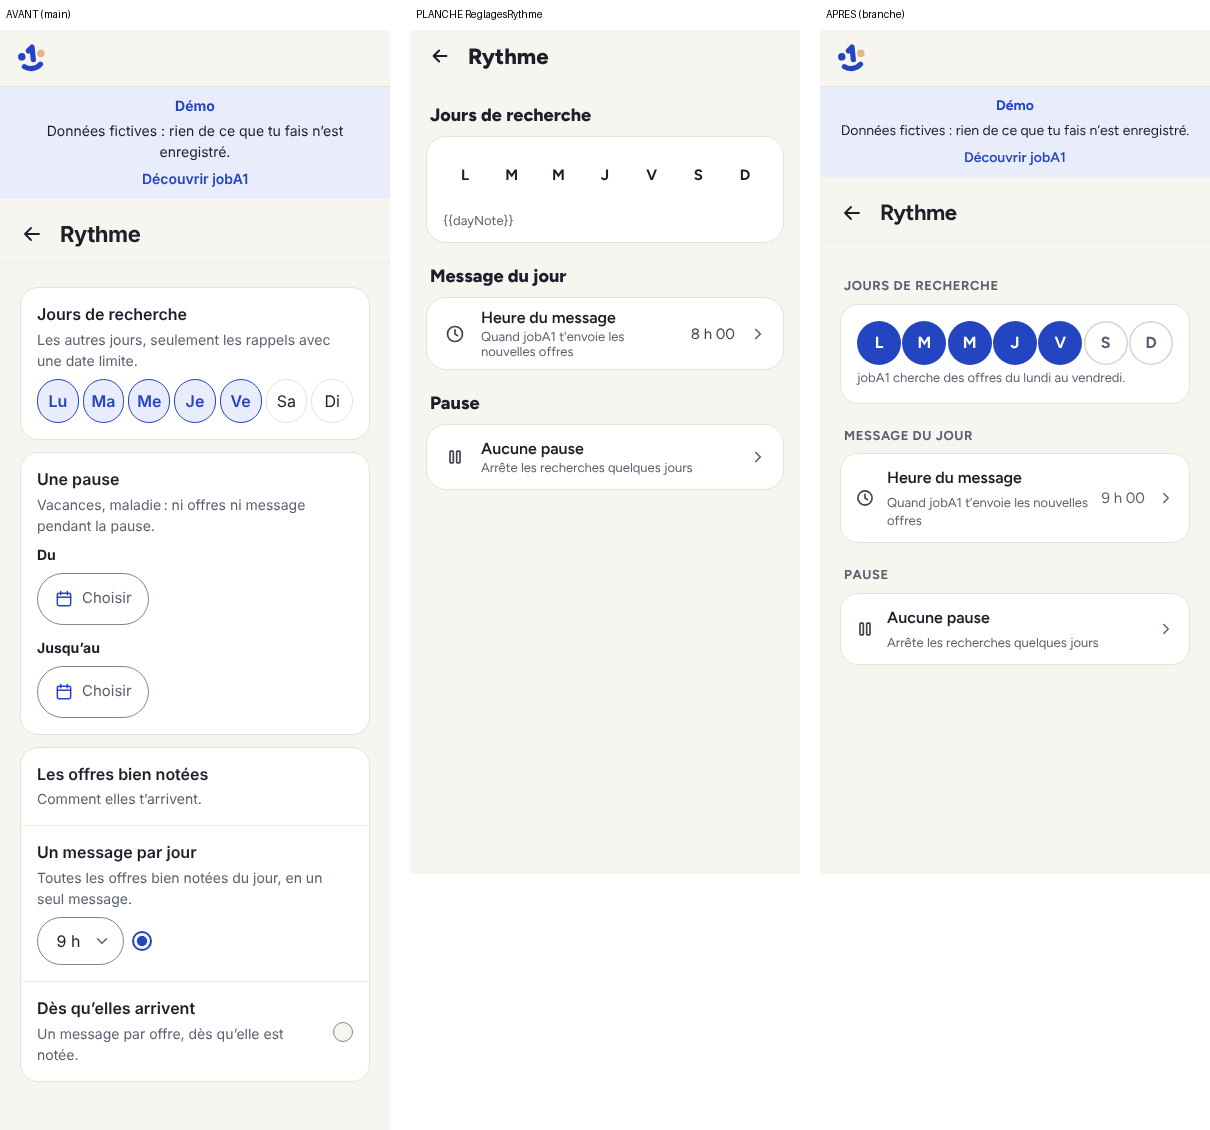 AVANT (main)
Démo
Données fictives : rien de ce que tu fais n’est
enregistré.
Découvrir jobA1
Rythme
Jours de recherche
Les autres jours, seulement les rappels avec
une date limite.
Lu Ma Me Je Ve Sa Di
Une pause
Vacances, maladie : ni offres ni message
pendant la pause.
Du
Choisir
Jusqu’au
Choisir
Les offres bien notées
Comment elles t’arrivent.
Un message par jour
Toutes les offres bien notées du jour, en un
seul message.
9 h
Dès qu’elles arrivent
Un message par offre, dès qu’elle est
notée.
PLANCHE ReglagesRythme
Rythme
Jours de recherche
L M M J V S D
{{dayNote}}
Message du jour
Heure du message
Quand jobA1 t'envoie les
nouvelles offres
8 h 00
Pause
Aucune pause
Arrête les recherches quelques jours
APRES (branche)
Démo
Données fictives : rien de ce que tu fais n’est enregistré.
Découvrir jobA1
Rythme
JOURS DE RECHERCHE
L M M J V S D
jobA1 cherche des offres du lundi au vendredi.
MESSAGE DU JOUR
Heure du message
Quand jobA1 t’envoie les nouvelles
offres
9 h 00
PAUSE
Aucune pause
Arrête les recherches quelques jours